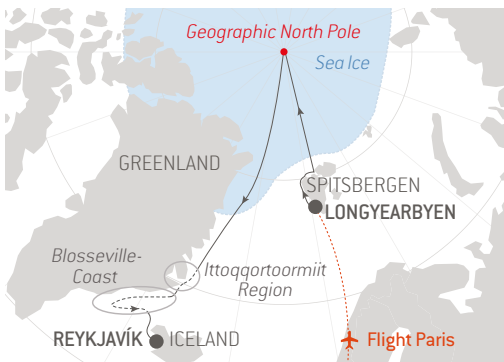 Geographic North Pole
Sea Ice
GREENLAND
SPITSBERGEN
LONGYEARBYEN
Blosseville-
Coast
Ittoqqortoormiit
Region
REYKJAVÍK
ICELAND
Flight Paris